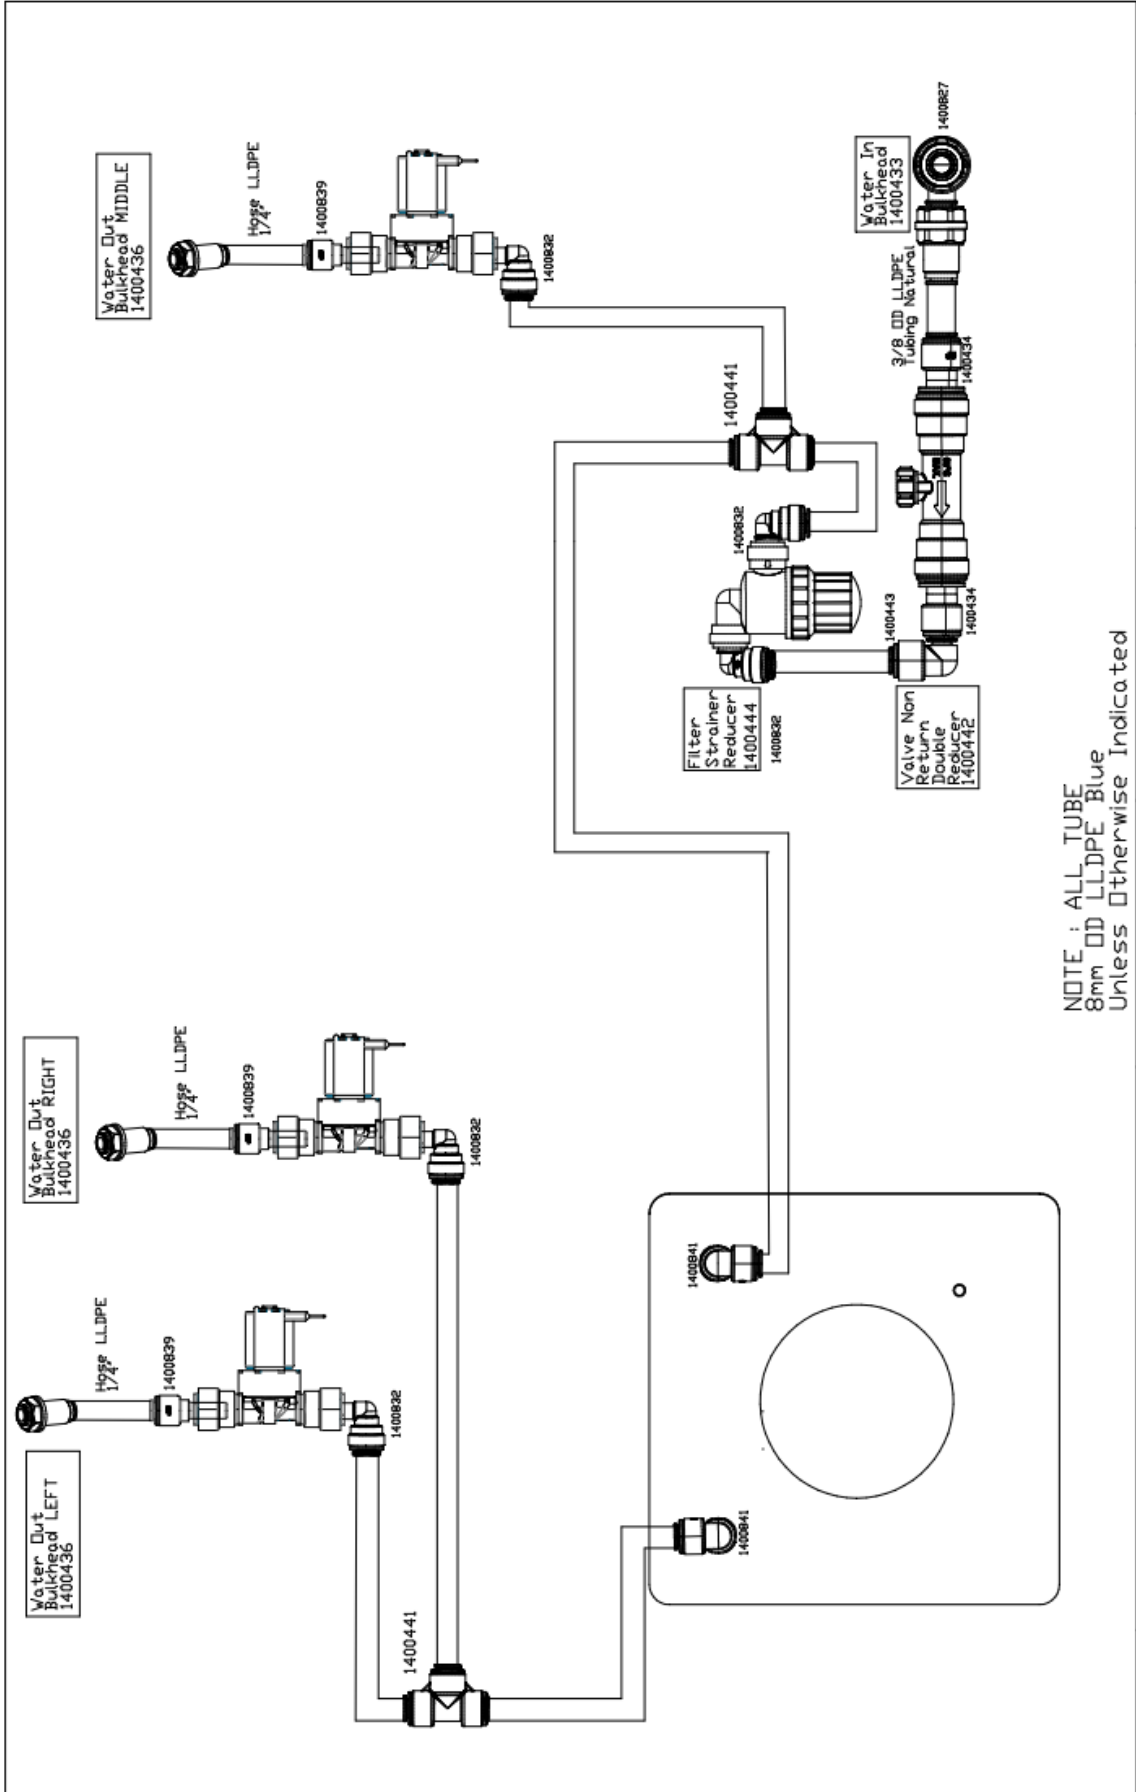 Water Out
Bulkhead LEFT
1400436
Hose LLDPE
1/4"
1400839
1400832
1400441
1400841
Water Out
Bulkhead RIGHT
1400436
Hose LLDPE
1/4"
1400839
1400832
1400841
Water Out
Bulkhead MIDDLE
1400436
Hose LLDPE
1/4"
1400839
1400832
1400441
Filter
Strainer
Reducer
1400444
1400832
1400832
1400443
Valve Non
Return
Double
Reducer
1400442
1400434
1400434
3/8 OD LLDPE
Tubing Natural
Water In
Bulkhead
1400433
1400827
NOTE : ALL TUBE
8mm OD LLDPE Blue
Unless Otherwise Indicated